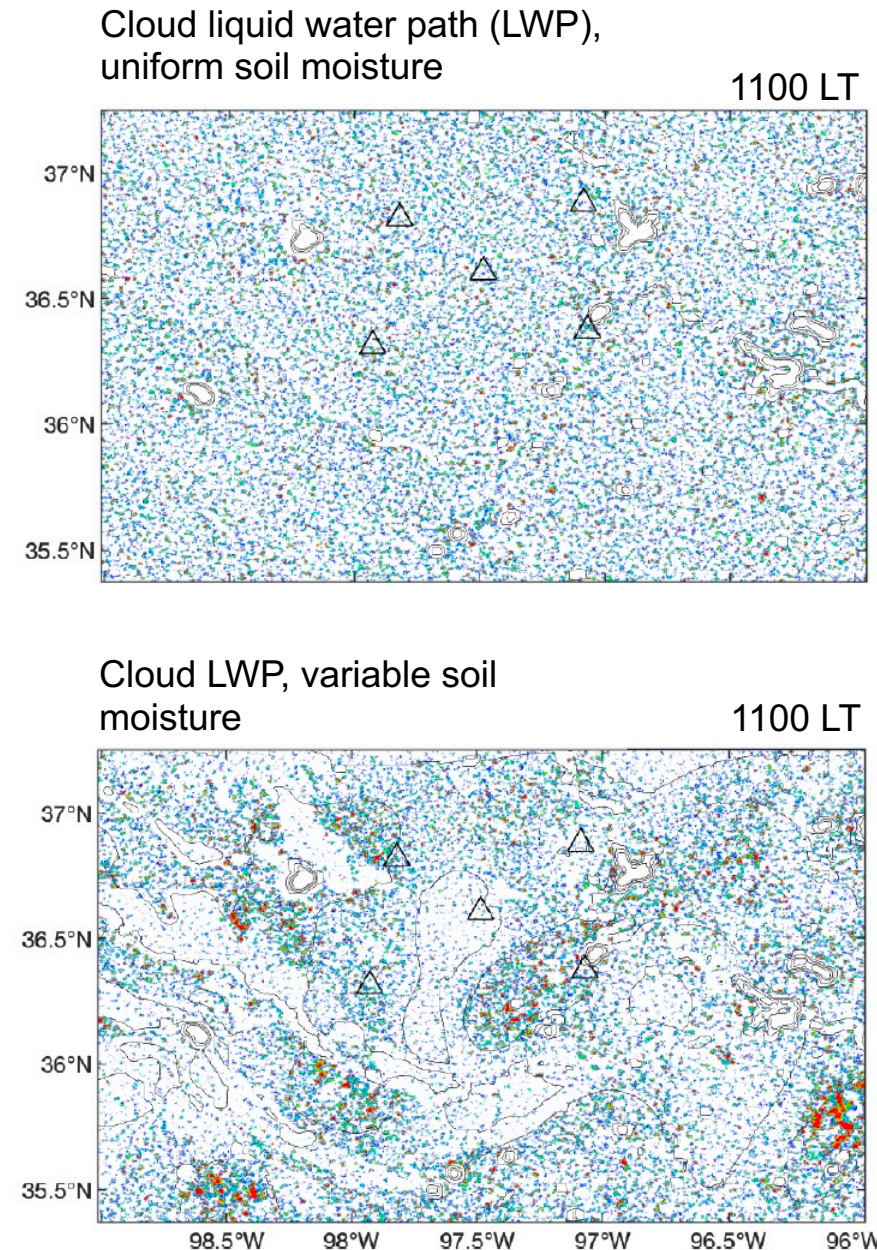 Cloud liquid water path (LWP),
uniform soil moisture
1100 LT
37°N
36.5°N
36°N
35.5°N
Cloud LWP, variable soil
moisture
1100 LT
37°N
36.5°N
36°N
35.5°N
98.5°W 98°W 97.5°W 97°W 96.5°W 96°W